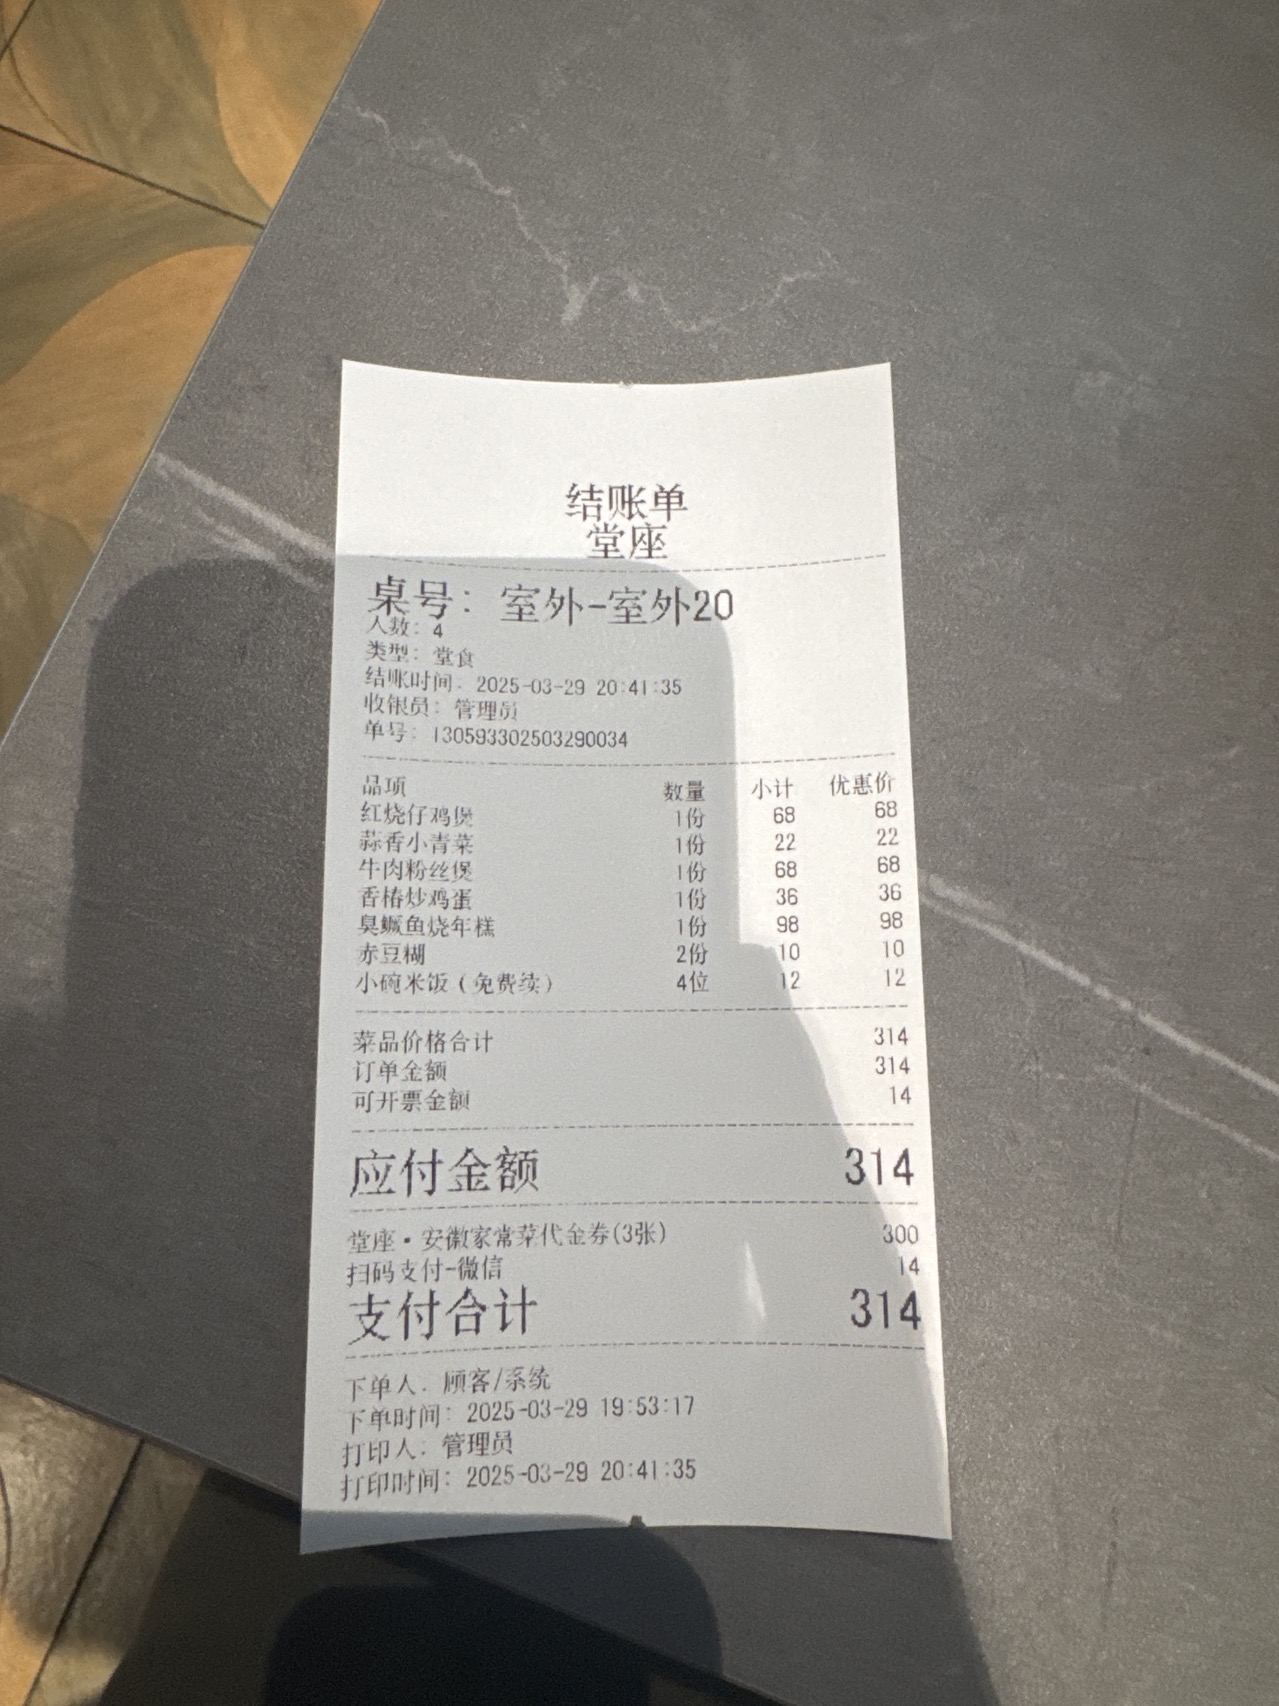 结账单
堂座
桌号: 室外-室外20
人数: 4
类型: 堂食
结账时间: 2025-03-29 20:41:35
收银员: 管理员
单号: 130593302503290034
品项 数量 小计 优惠价
红烧仔鸡煲 1份 68 68
蒜香小青菜 1份 22 22
牛肉粉丝煲 1份 68 68
香椿炒鸡蛋 1份 36 36
臭鳜鱼烧年糕 1份 98 98
赤豆糊 2份 10 10
小碗米饭(免费续) 4位 12 12
菜品价格合计 314
订单金额 314
可开票金额 14
应付金额 314
堂座·安徽家常菜代金券(3张) 300
扫码支付-微信 14
支付合计 314
下单人: 顾客/系统
下单时间: 2025-03-29 19:53:17
打印人: 管理员
打印时间: 2025-03-29 20:41:35